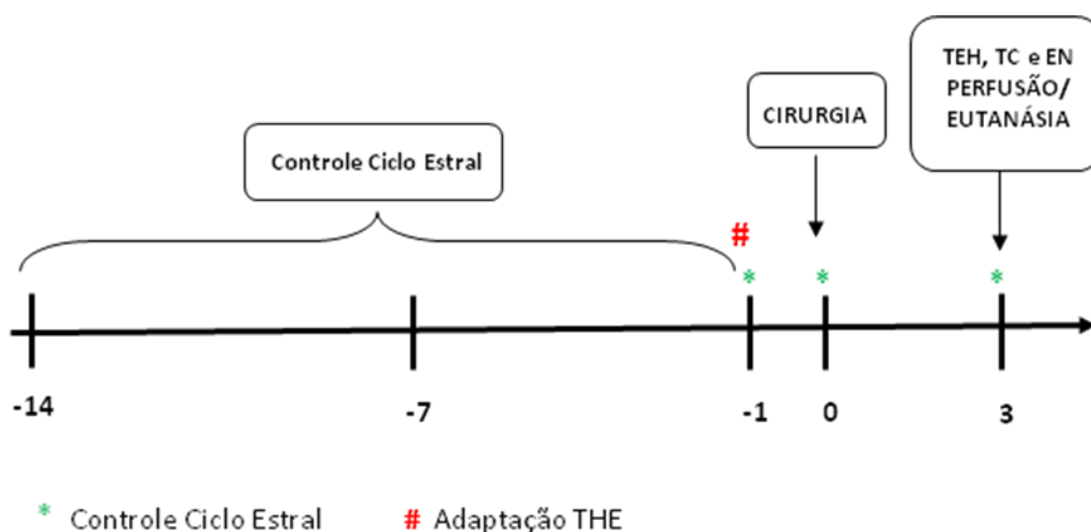 TEH, TC e EN
PERFUSÃO/
EUTANÁSIA
CIRURGIA
Controle Ciclo Estral
#
* * *
-14 -7 -1 0 3
* Controle Ciclo Estral # Adaptação THE